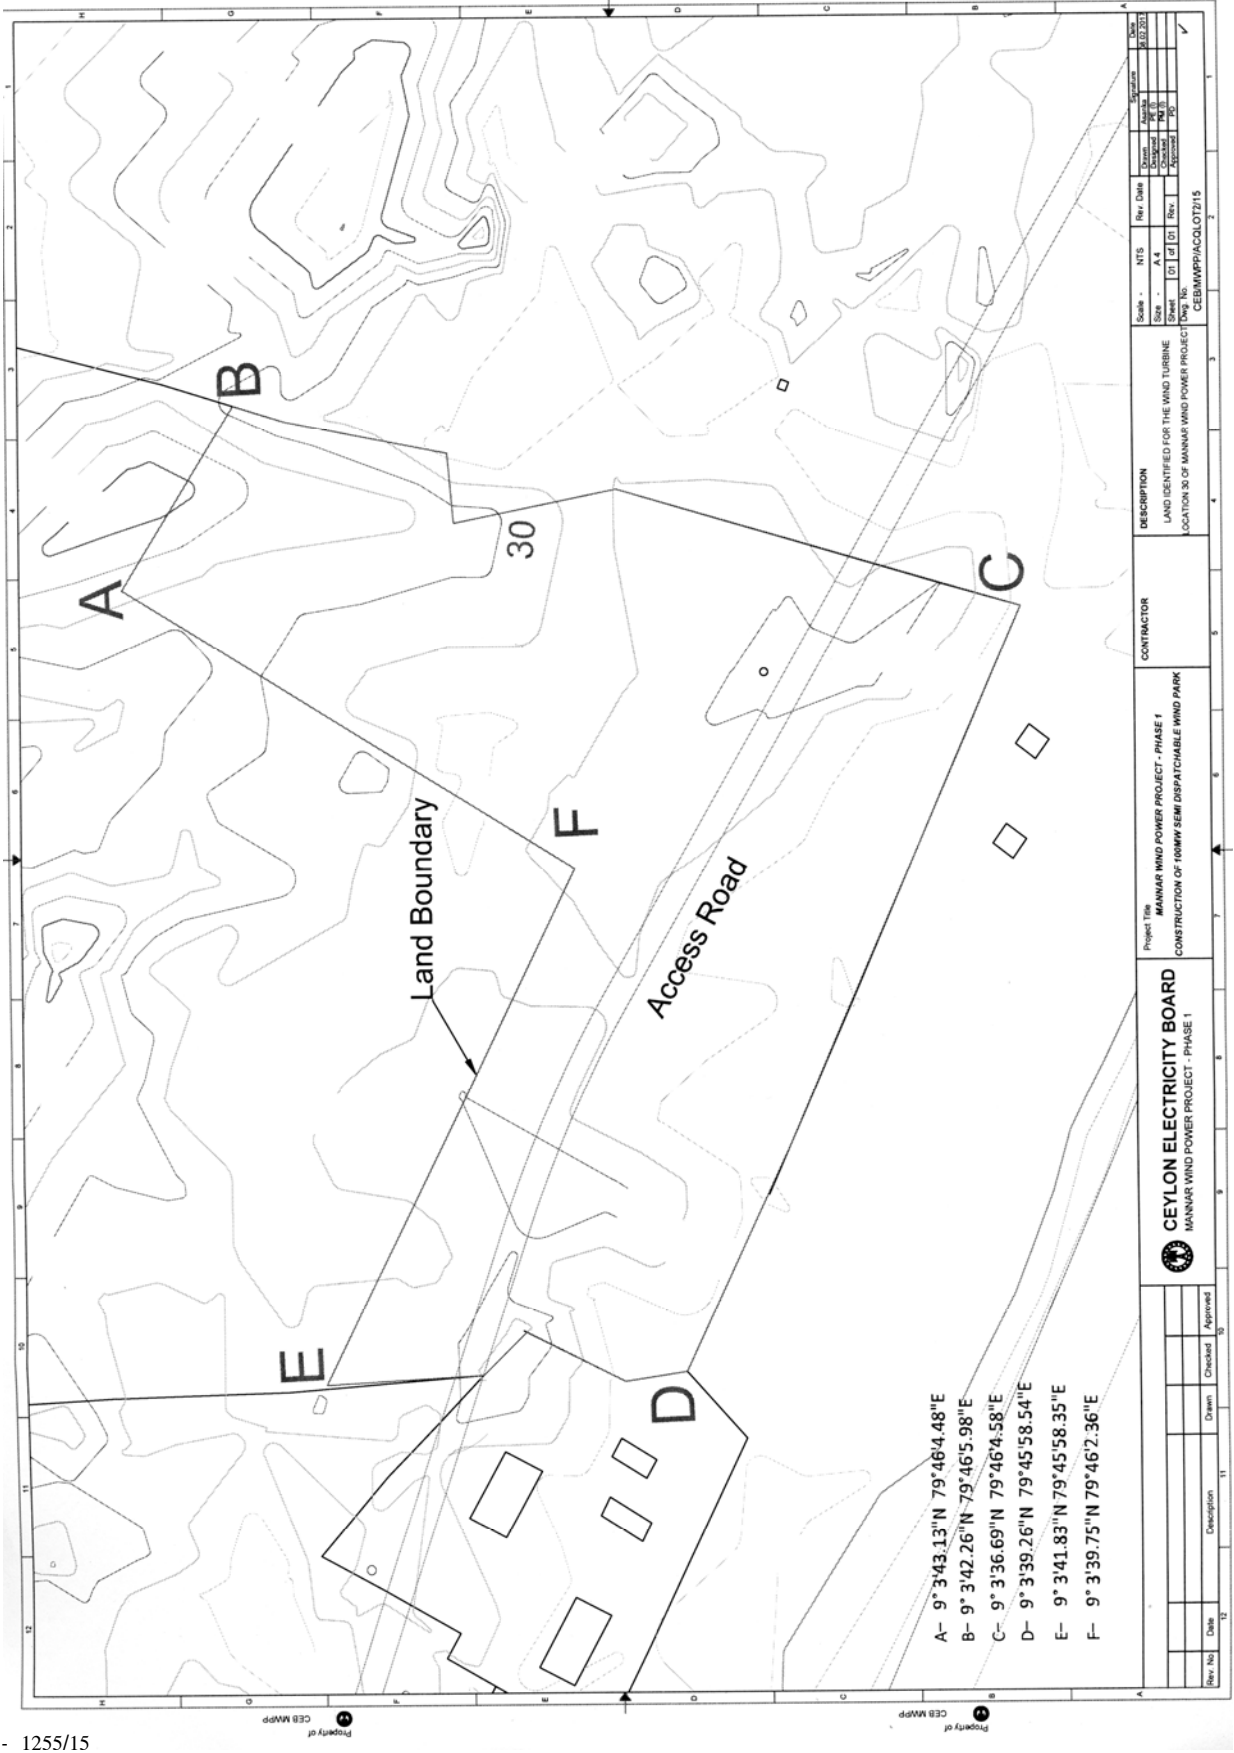 A
B
30
C
F
Land Boundary
Access Road
E
D
A– 9° 3'43.13"N 79°46'4.48"E
B– 9° 3'42.26"N 79°46'5.98"E
C– 9° 3'36.69"N 79°46'4.58"E
D– 9° 3'39.26"N 79°45'58.54"E
E– 9° 3'41.83"N 79°45'58.35"E
F– 9° 3'39.75"N 79°46'2.36"E
Rev. No
Date
Description
Drawn
Checked
Approved
CEYLON ELECTRICITY BOARD
MANNAR WIND POWER PROJECT - PHASE 1
Project Title
MANNAR WIND POWER PROJECT - PHASE 1
CONSTRUCTION OF 100MW SEMI DISPATCHABLE WIND PARK
CONTRACTOR
DESCRIPTION
LAND IDENTIFIED FOR THE WIND TURBINE
LOCATION 30 OF MANNAR WIND POWER PROJECT
Scale - NTS
Rev. Date
Size - A 4
Sheet 01 of 01 Rev.
Dwg. No.
CEB/MWPP/ACQLOT2/15
Signature
Date
Drawn
Designed PE (I)
Checked PM (I)
Approved PD
Property of
CEB MWPP
Property of
CEB MWPP
- 1255/15